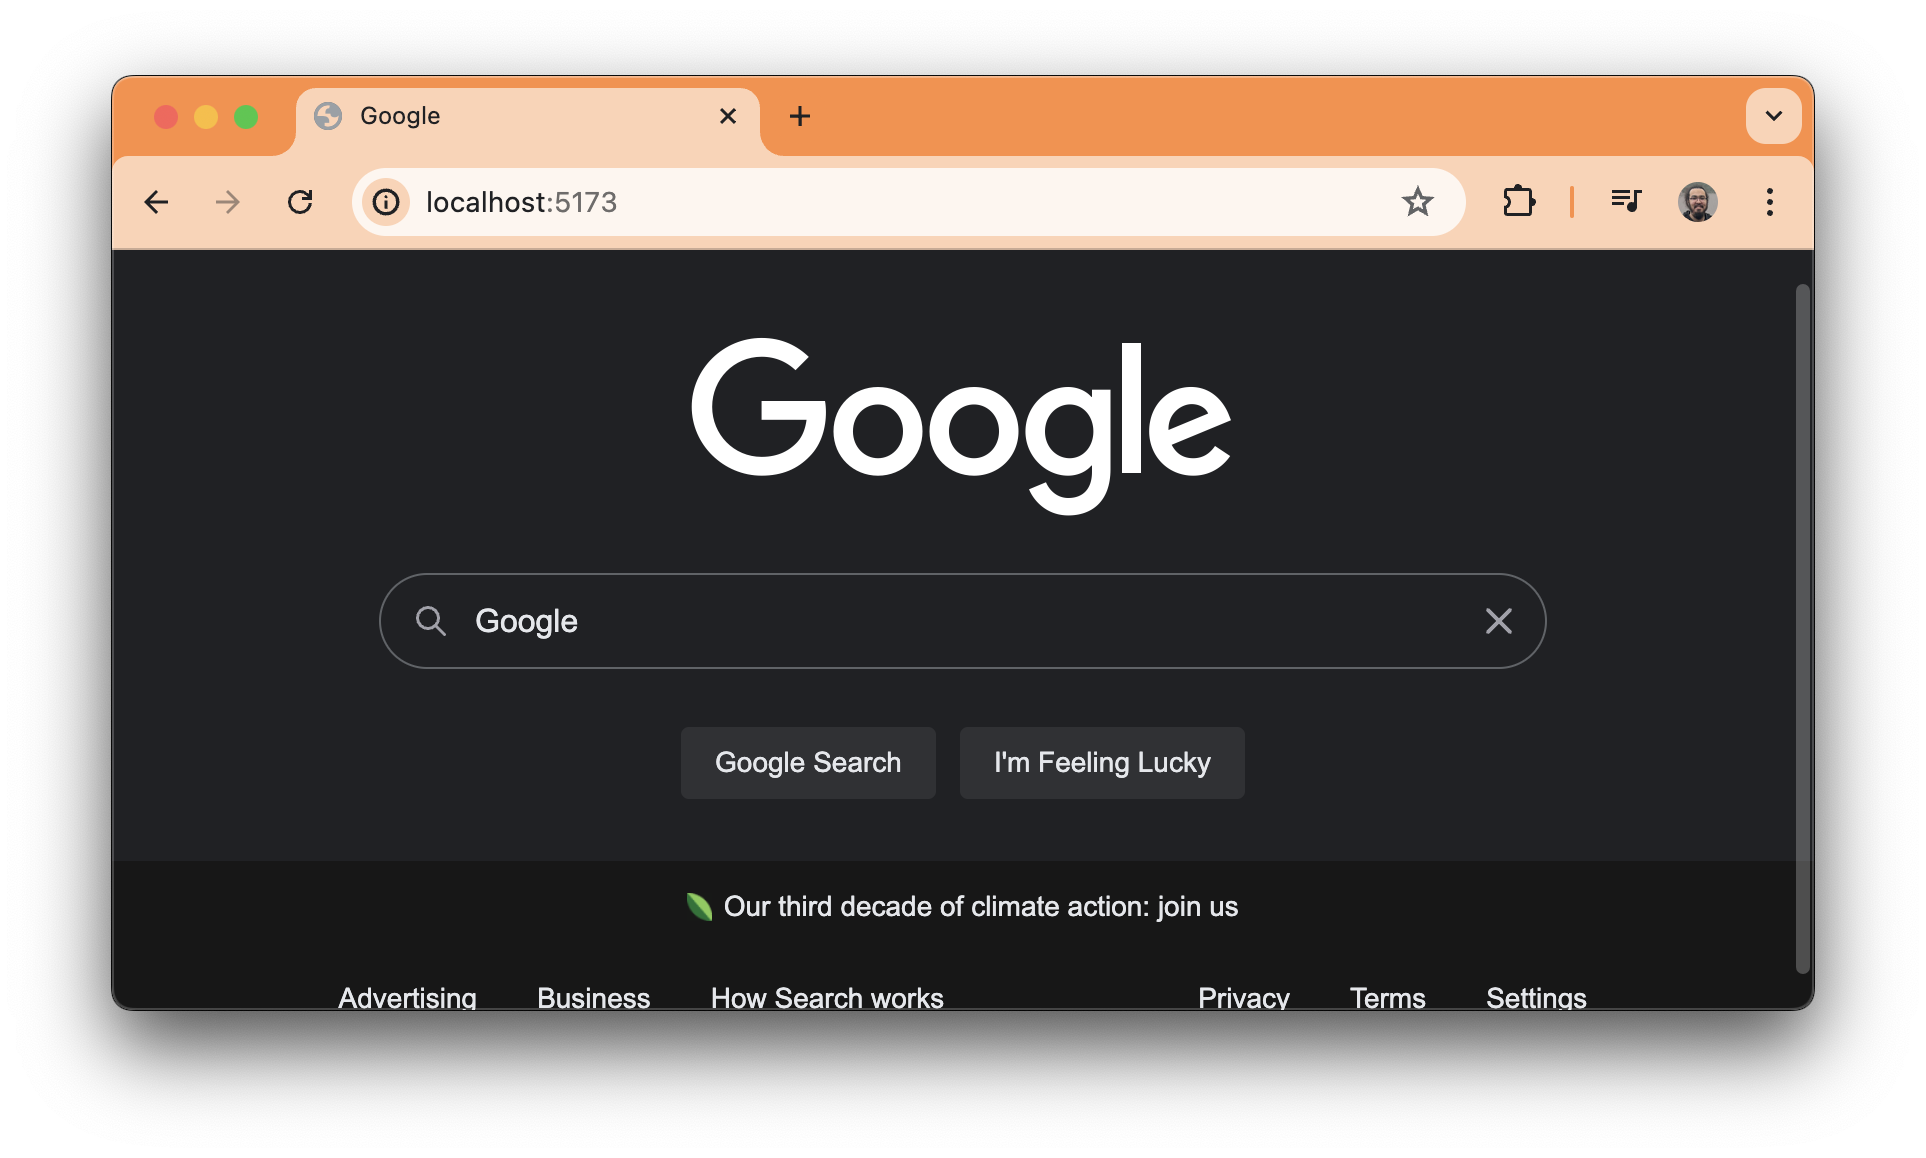 Google
localhost:5173
Google
Google
Google Search
I'm Feeling Lucky
Our third decade of climate action: join us
Advertising Business How Search works Privacy Terms Settings